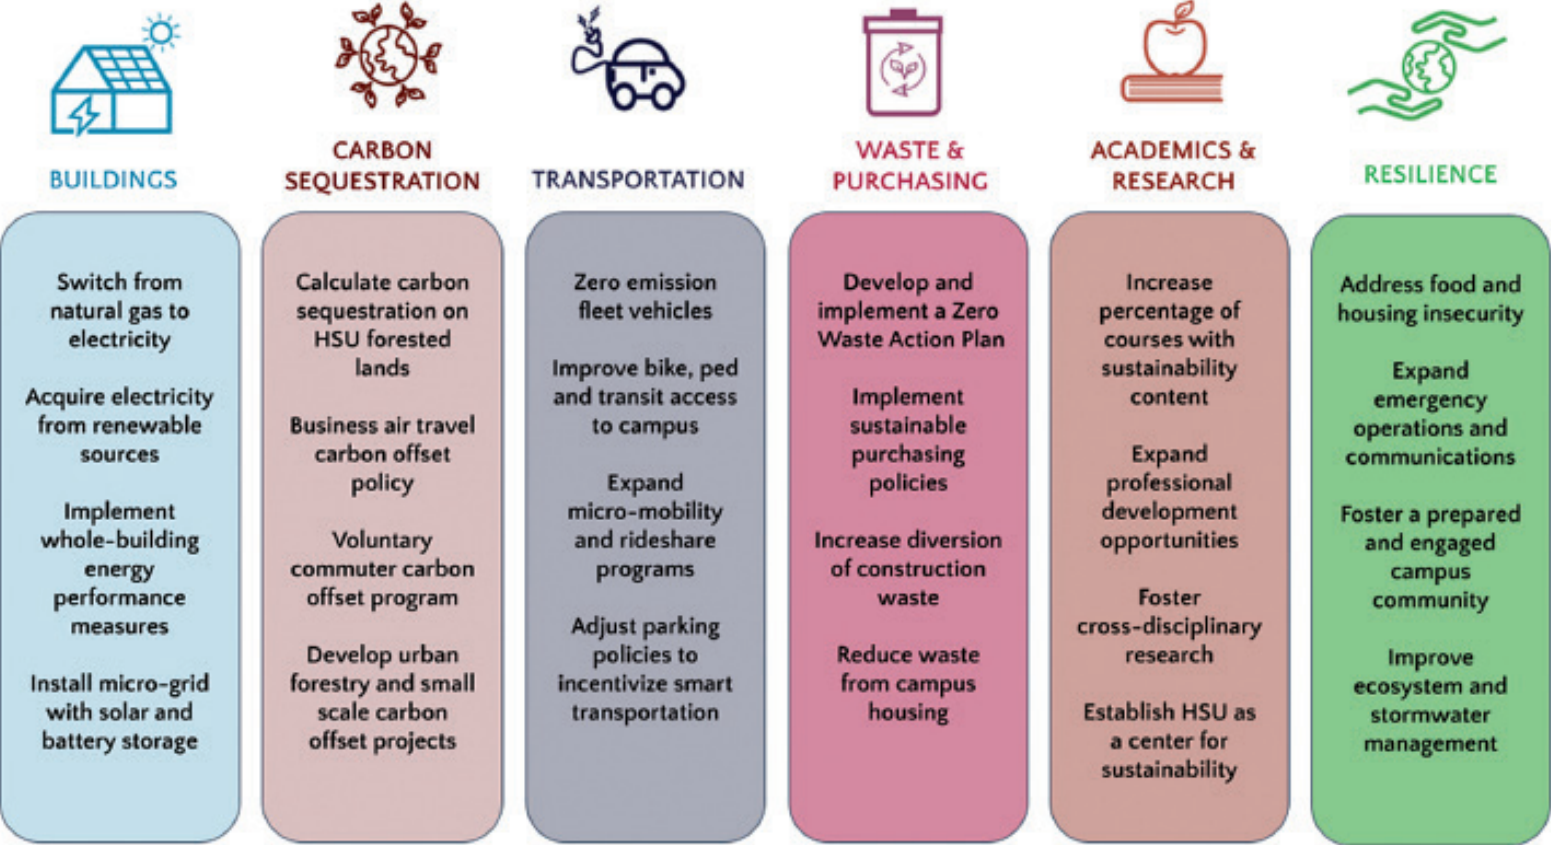 BUILDINGS
Switch from
natural gas to
electricity
Acquire electricity
from renewable
sources
Implement
whole-building
energy
performance
measures
Install micro-grid
with solar and
battery storage
CARBON
SEQUESTRATION
Calculate carbon
sequestration on
HSU forested
lands
Business air travel
carbon offset
policy
Voluntary
commuter carbon
offset program
Develop urban
forestry and small
scale carbon
offset projects
TRANSPORTATION
Zero emission
fleet vehicles
Improve bike, ped
and transit access
to campus
Expand
micro-mobility
and rideshare
programs
Adjust parking
policies to
incentivize smart
transportation
WASTE &
PURCHASING
Develop and
implement a Zero
Waste Action Plan
Implement
sustainable
purchasing
policies
Increase diversion
of construction
waste
Reduce waste
from campus
housing
ACADEMICS &
RESEARCH
Increase
percentage of
courses with
sustainability
content
Expand
professional
development
opportunities
Foster
cross-disciplinary
research
Establish HSU as
a center for
sustainability
RESILIENCE
Address food and
housing insecurity
Expand
emergency
operations and
communications
Foster a prepared
and engaged
campus
community
Improve
ecosystem and
stormwater
management